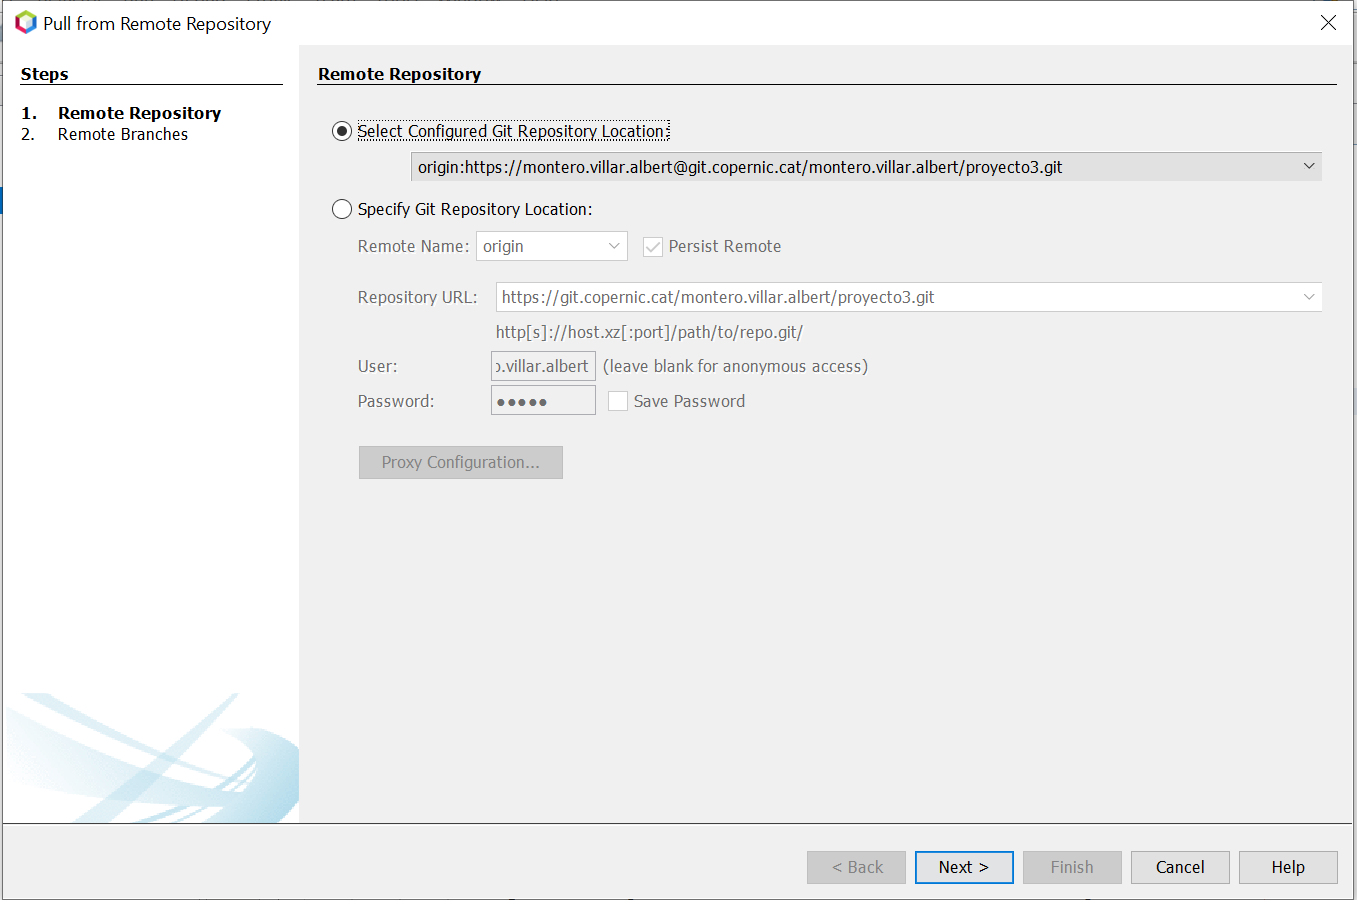 Pull from Remote Repository
Steps
1. Remote Repository
2. Remote Branches
Remote Repository
Select Configured Git Repository Location:
origin:https://montero.villar.albert@git.copernic.cat/montero.villar.albert/proyecto3.git
Specify Git Repository Location:
Remote Name: origin Persist Remote
Repository URL: https://git.copernic.cat/montero.villar.albert/proyecto3.git
http[s]://host.xz[:port]/path/to/repo.git/
User: .villar.albert (leave blank for anonymous access)
Password: ●●●●● Save Password
Proxy Configuration...
< Back Next > Finish Cancel Help